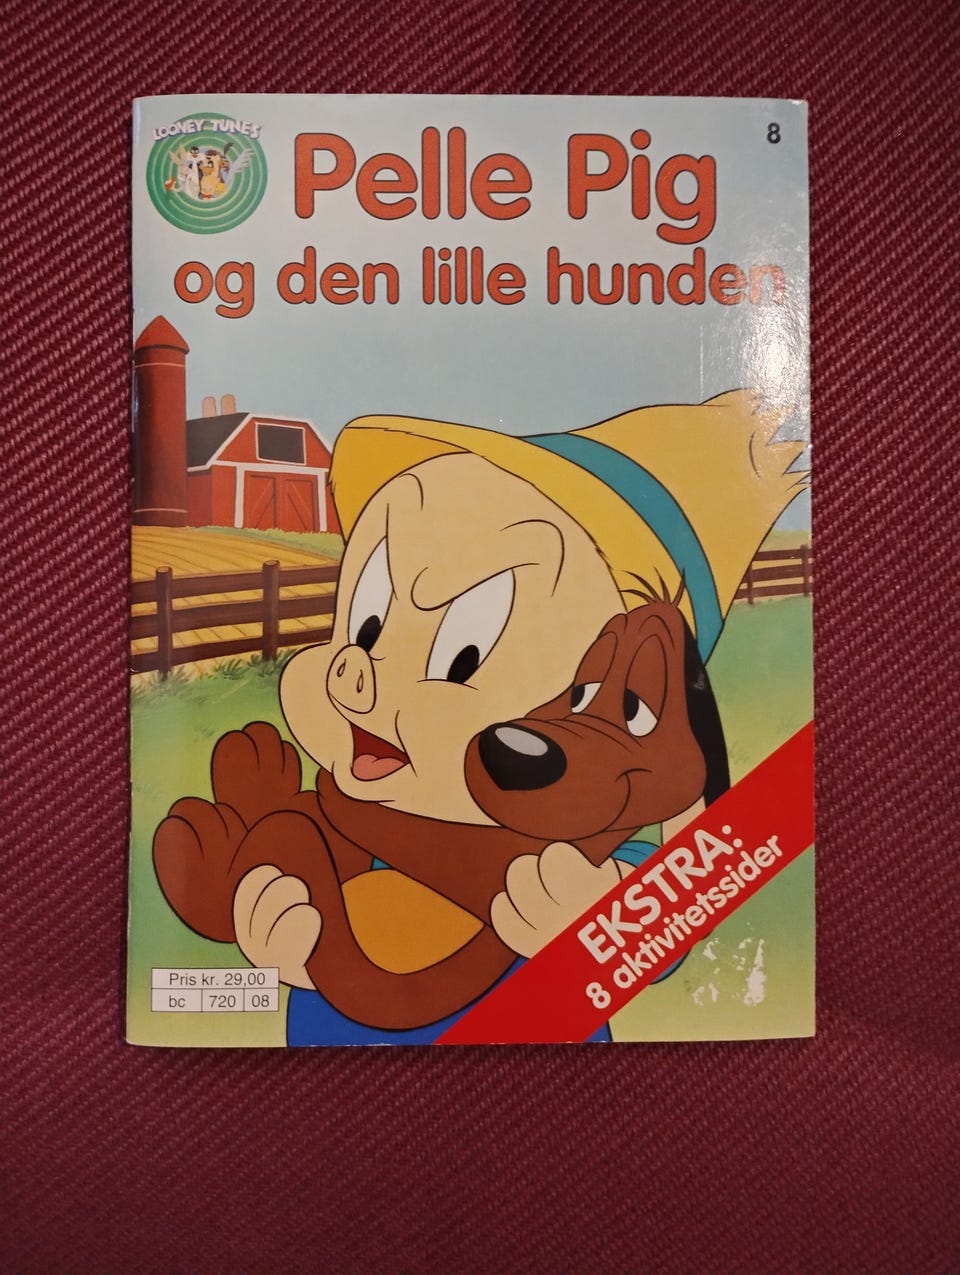 LOONEY TUNES
8
Pelle Pig
og den lille hunden
EKSTRA:
8 aktivitetssider
Pris kr. 29,00
bc 720 08